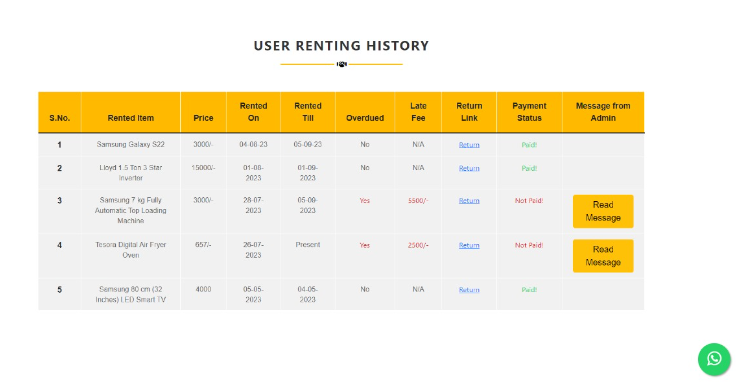 USER RENTING HISTORY
S.No. Rented Item Price Rented On Rented Till Overdued Late Fee Return Link Payment Status Message from Admin
1 Samsung Galaxy S22 3000/- 04-08-23 05-09-23 No N/A Return Paid!
2 Lloyd 1.5 Ton 3 Star Inverter 15000/- 01-08-2023 01-09-2023 No N/A Return Paid!
3 Samsung 7 kg Fully Automatic Top Loading Machine 3000/- 28-07-2023 05-09-2023 Yes 5500/- Return Not Paid! Read Message
4 Tesora Digital Air Fryer Oven 657/- 26-07-2023 Present Yes 2500/- Return Not Paid! Read Message
5 Samsung 80 cm (32 Inches) LED Smart TV 4000 05-05-2023 04-05-2023 No N/A Return Paid!